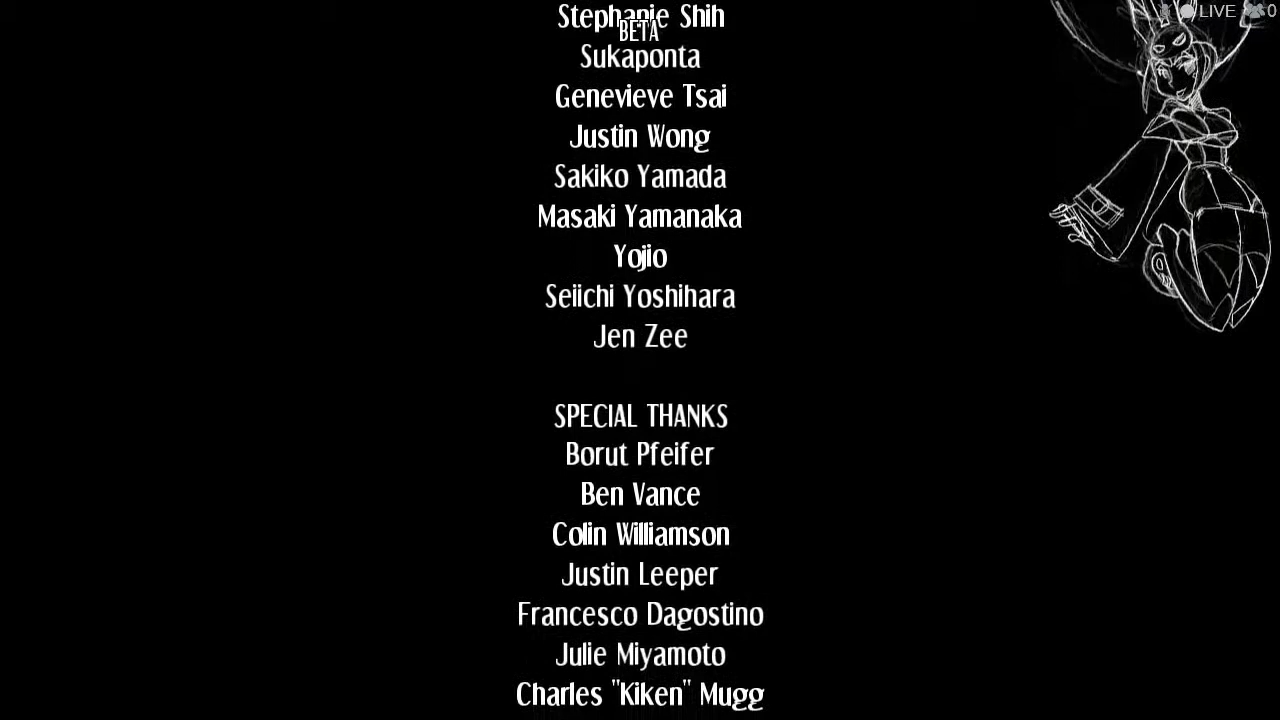 Stephanie Shih
BETA
LIVE 0
Sukaponta
Genevieve Tsai
Justin Wong
Sakiko Yamada
Masaki Yamanaka
Yojio
Seiichi Yoshihara
Jen Zee
SPECIAL THANKS
Borut Pfeifer
Ben Vance
Colin Williamson
Justin Leeper
Francesco Dagostino
Julie Miyamoto
Charles "Kiken" Mugg